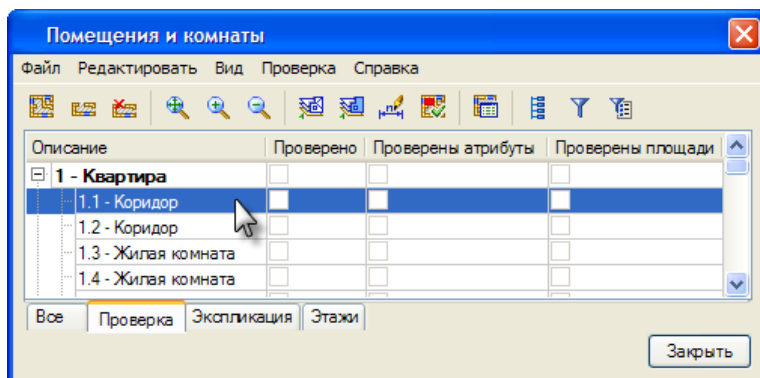 Помещения и комнаты
Файл Редактировать Вид Проверка Справка
Описание Проверено Проверены атрибуты Проверены площади
1 - Квартира
1.1 - Коридор
1.2 - Коридор
1.3 - Жилая комната
1.4 - Жилая комната
Все Проверка Экспликация Этажи
Закрыть